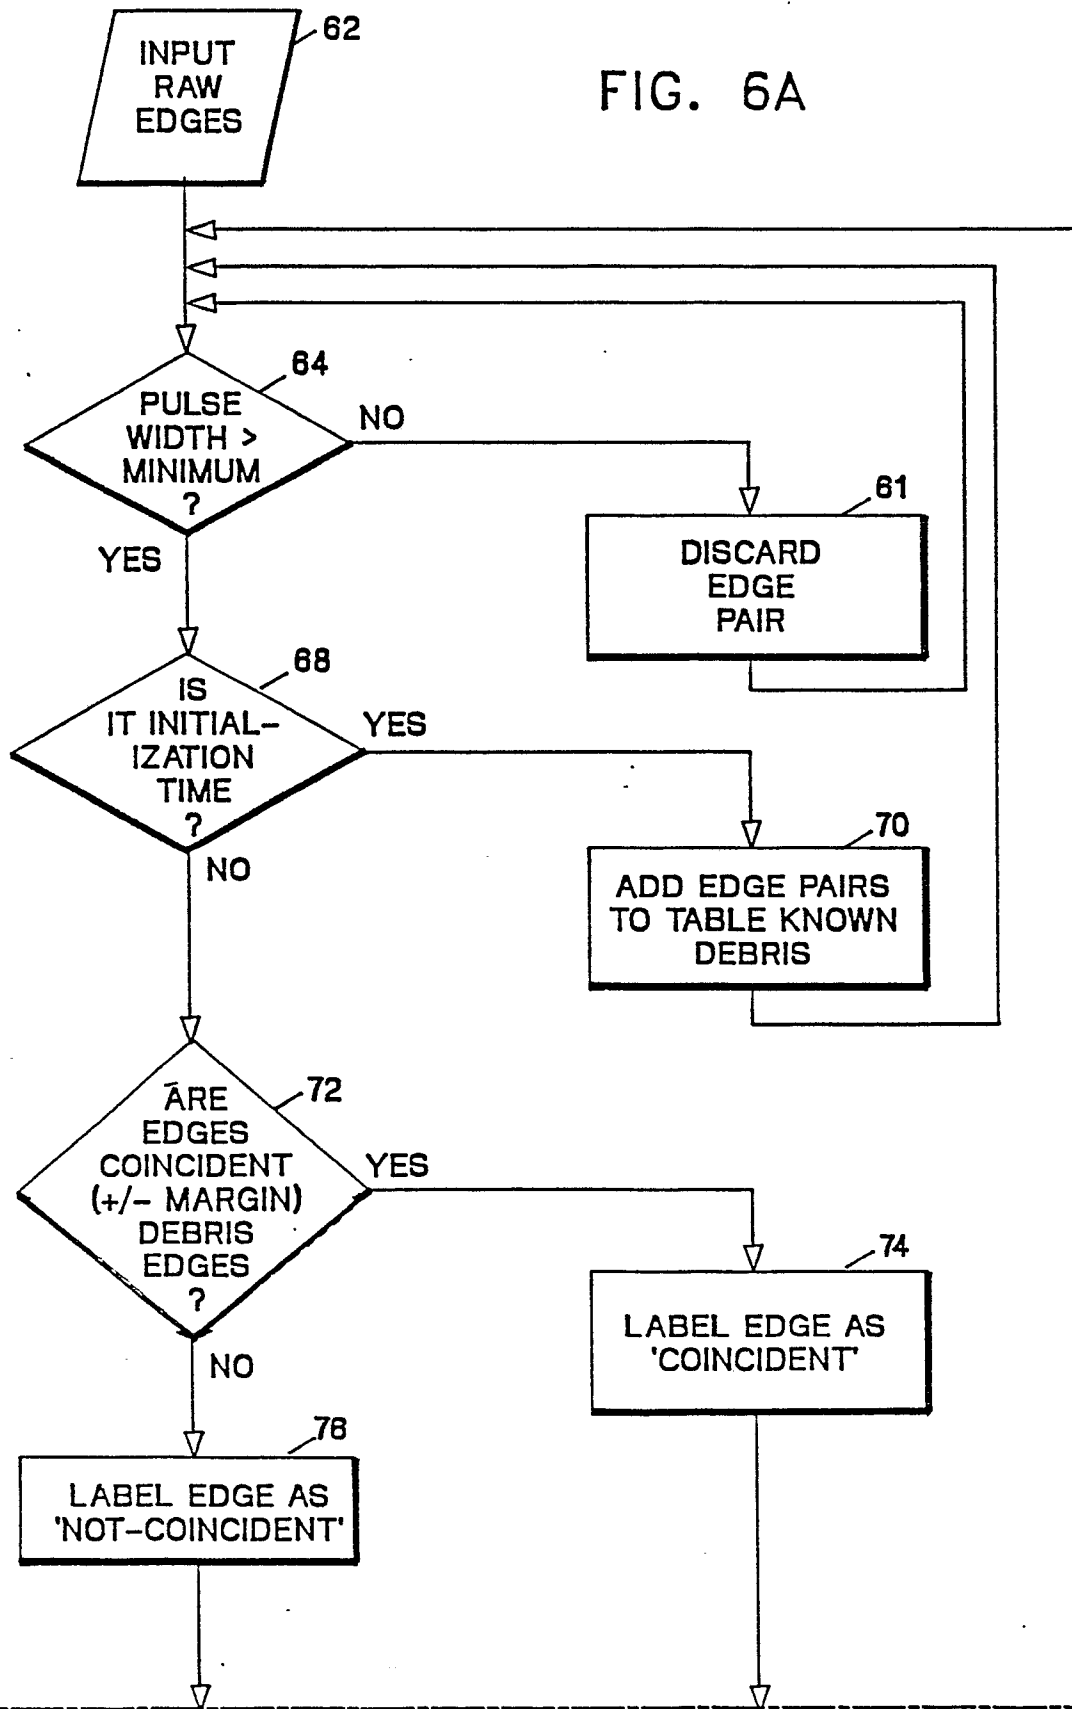 62
INPUT
RAW
EDGES
FIG. 6A
64
PULSE
WIDTH >
MINIMUM
?
NO
YES
61
DISCARD
EDGE
PAIR
68
IS
IT INITIAL-
IZATION
TIME
?
YES
NO
70
ADD EDGE PAIRS
TO TABLE KNOWN
DEBRIS
72
ARE
EDGES
COINCIDENT
(+/- MARGIN)
DEBRIS
EDGES
?
YES
NO
74
LABEL EDGE AS
'COINCIDENT'
78
LABEL EDGE AS
'NOT-COINCIDENT'